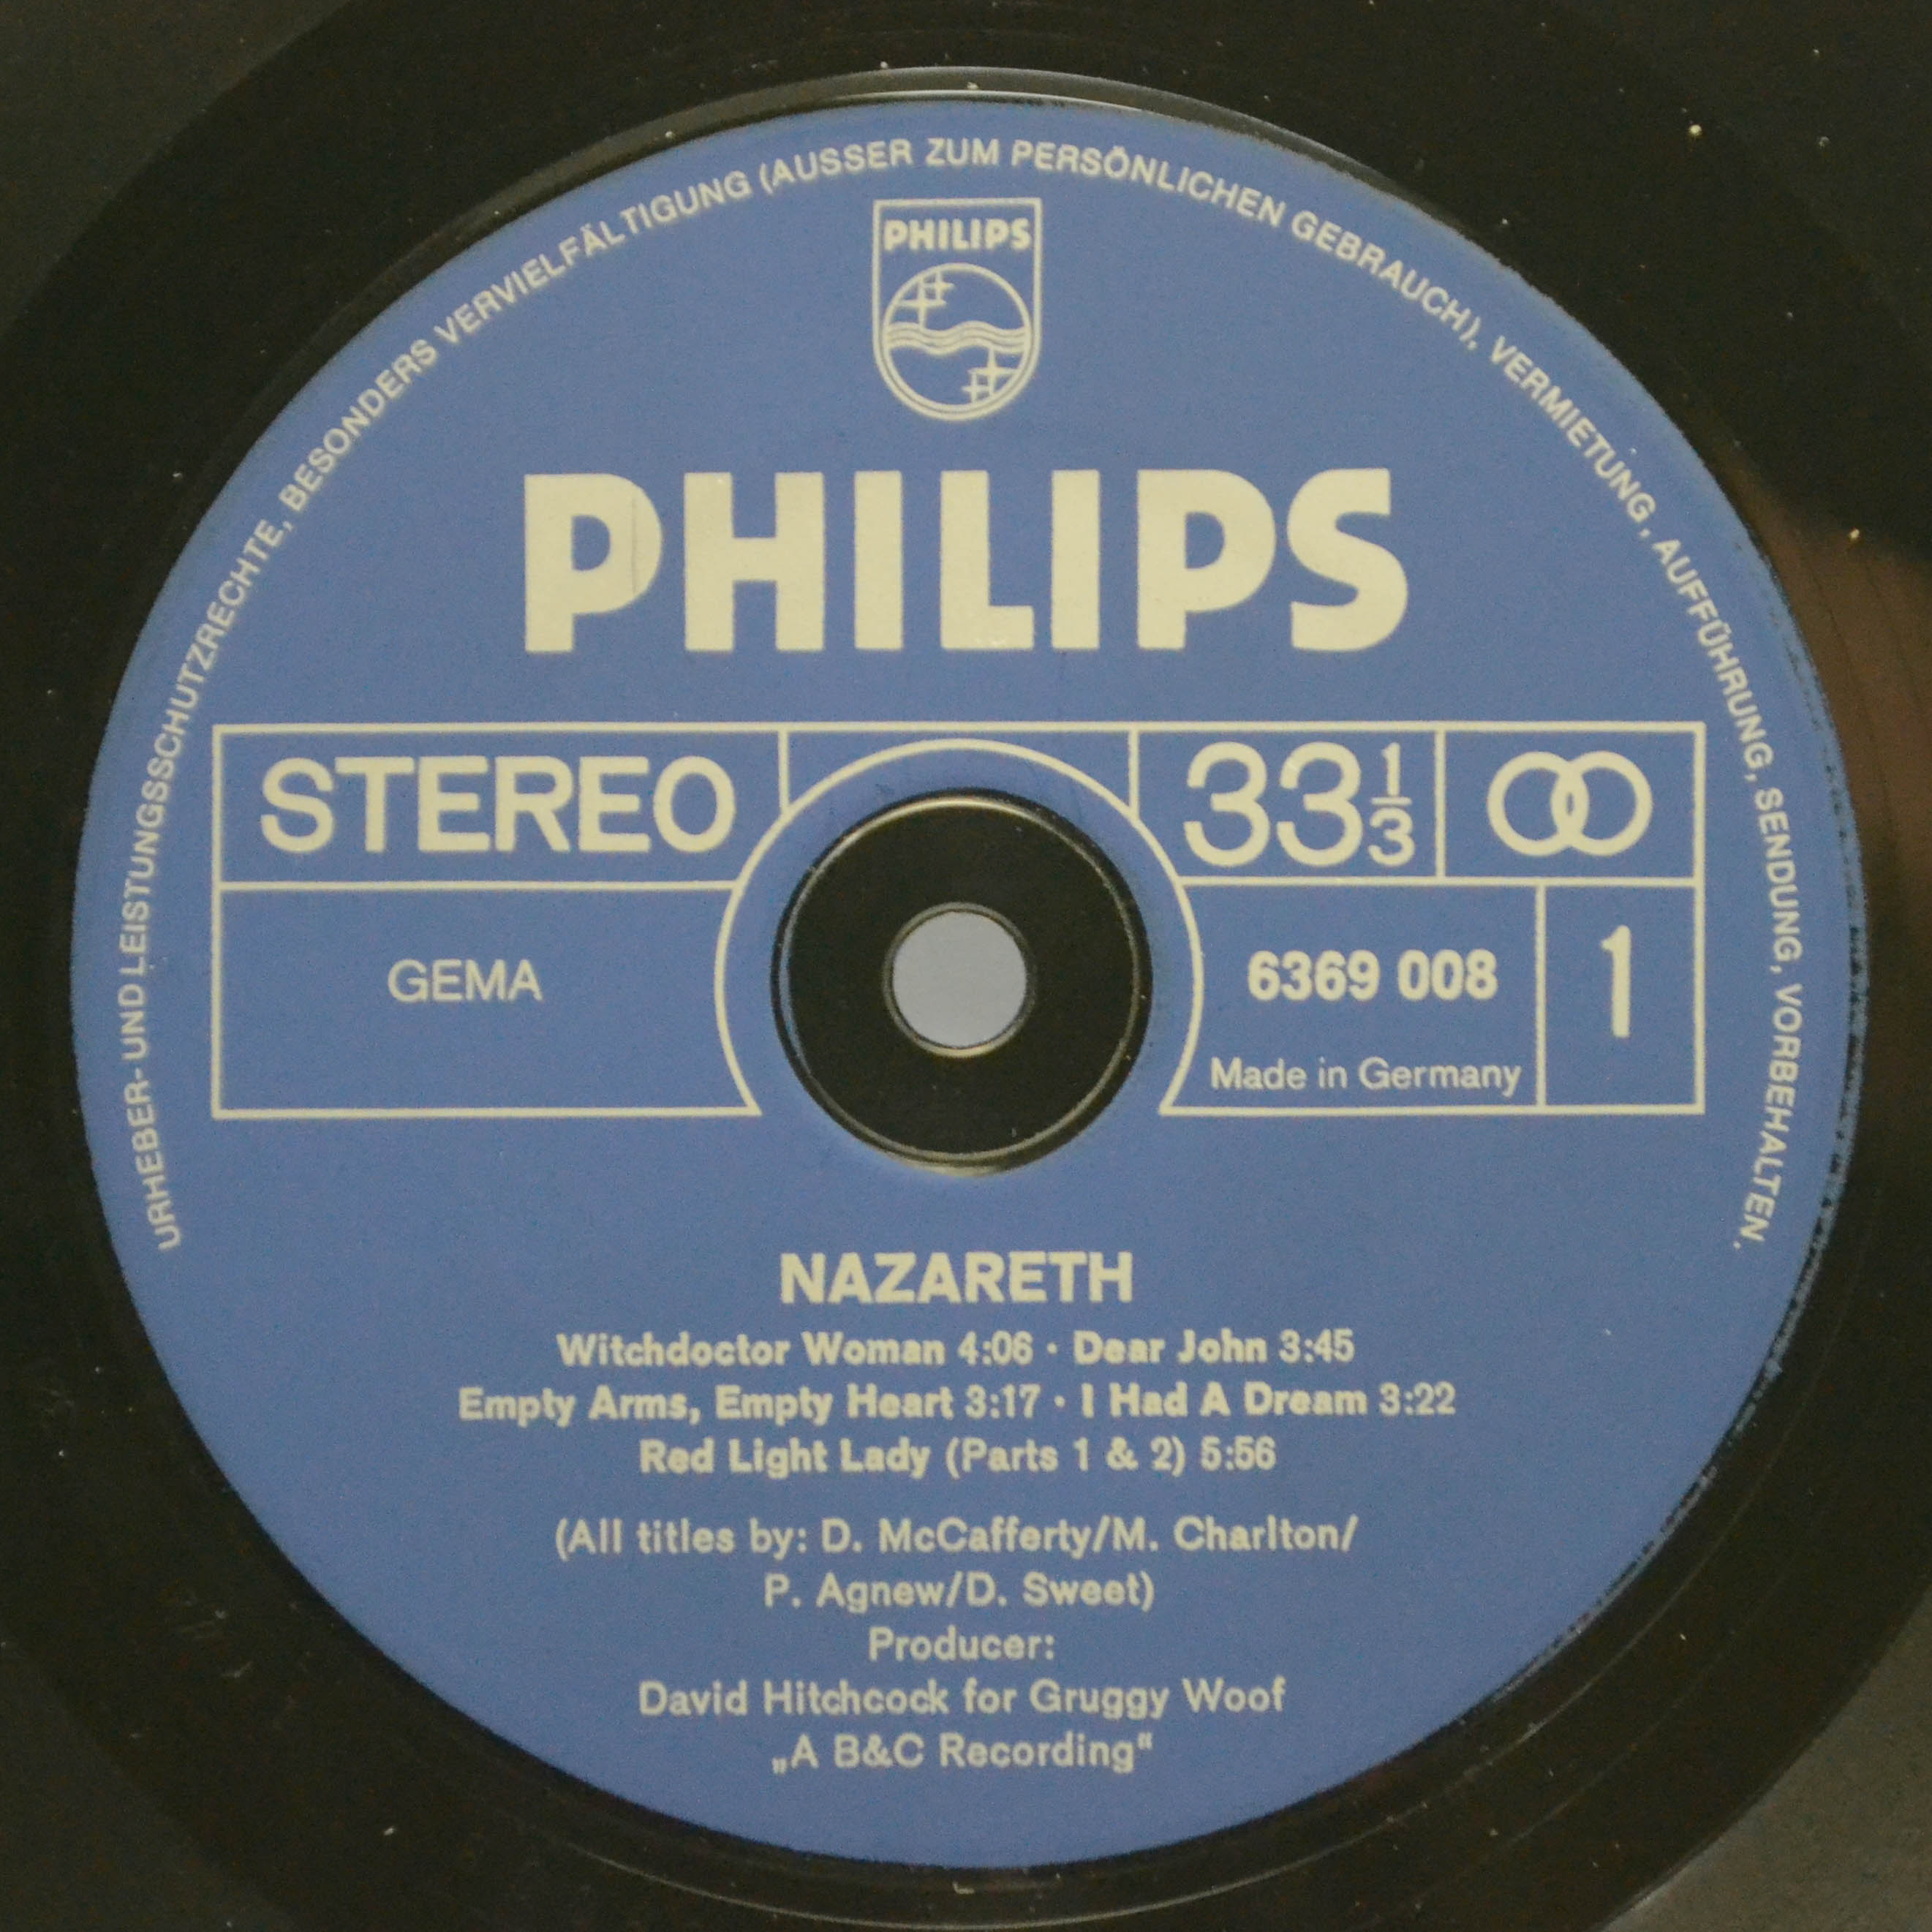 URHEBER- UND LEISTUNGSSCHUTZRECHTE, BESONDERS VERVIELFÄLTIGUNG (AUSSER ZUM PERSÖNLICHEN GEBRAUCH), VERMIETUNG, AUFFÜHRUNG, SENDUNG, VORBEHALTEN.
PHILIPS
PHILIPS
STEREO
33 1/3
GEMA
6369 008
1
Made in Germany
NAZARETH
Witchdoctor Woman 4:06 · Dear John 3:45
Empty Arms, Empty Heart 3:17 · I Had A Dream 3:22
Red Light Lady (Parts 1 & 2) 5:56
(All titles by: D. McCafferty/M. Charlton/
P. Agnew/D. Sweet)
Producer:
David Hitchcock for Gruggy Woof
„A B&C Recording“